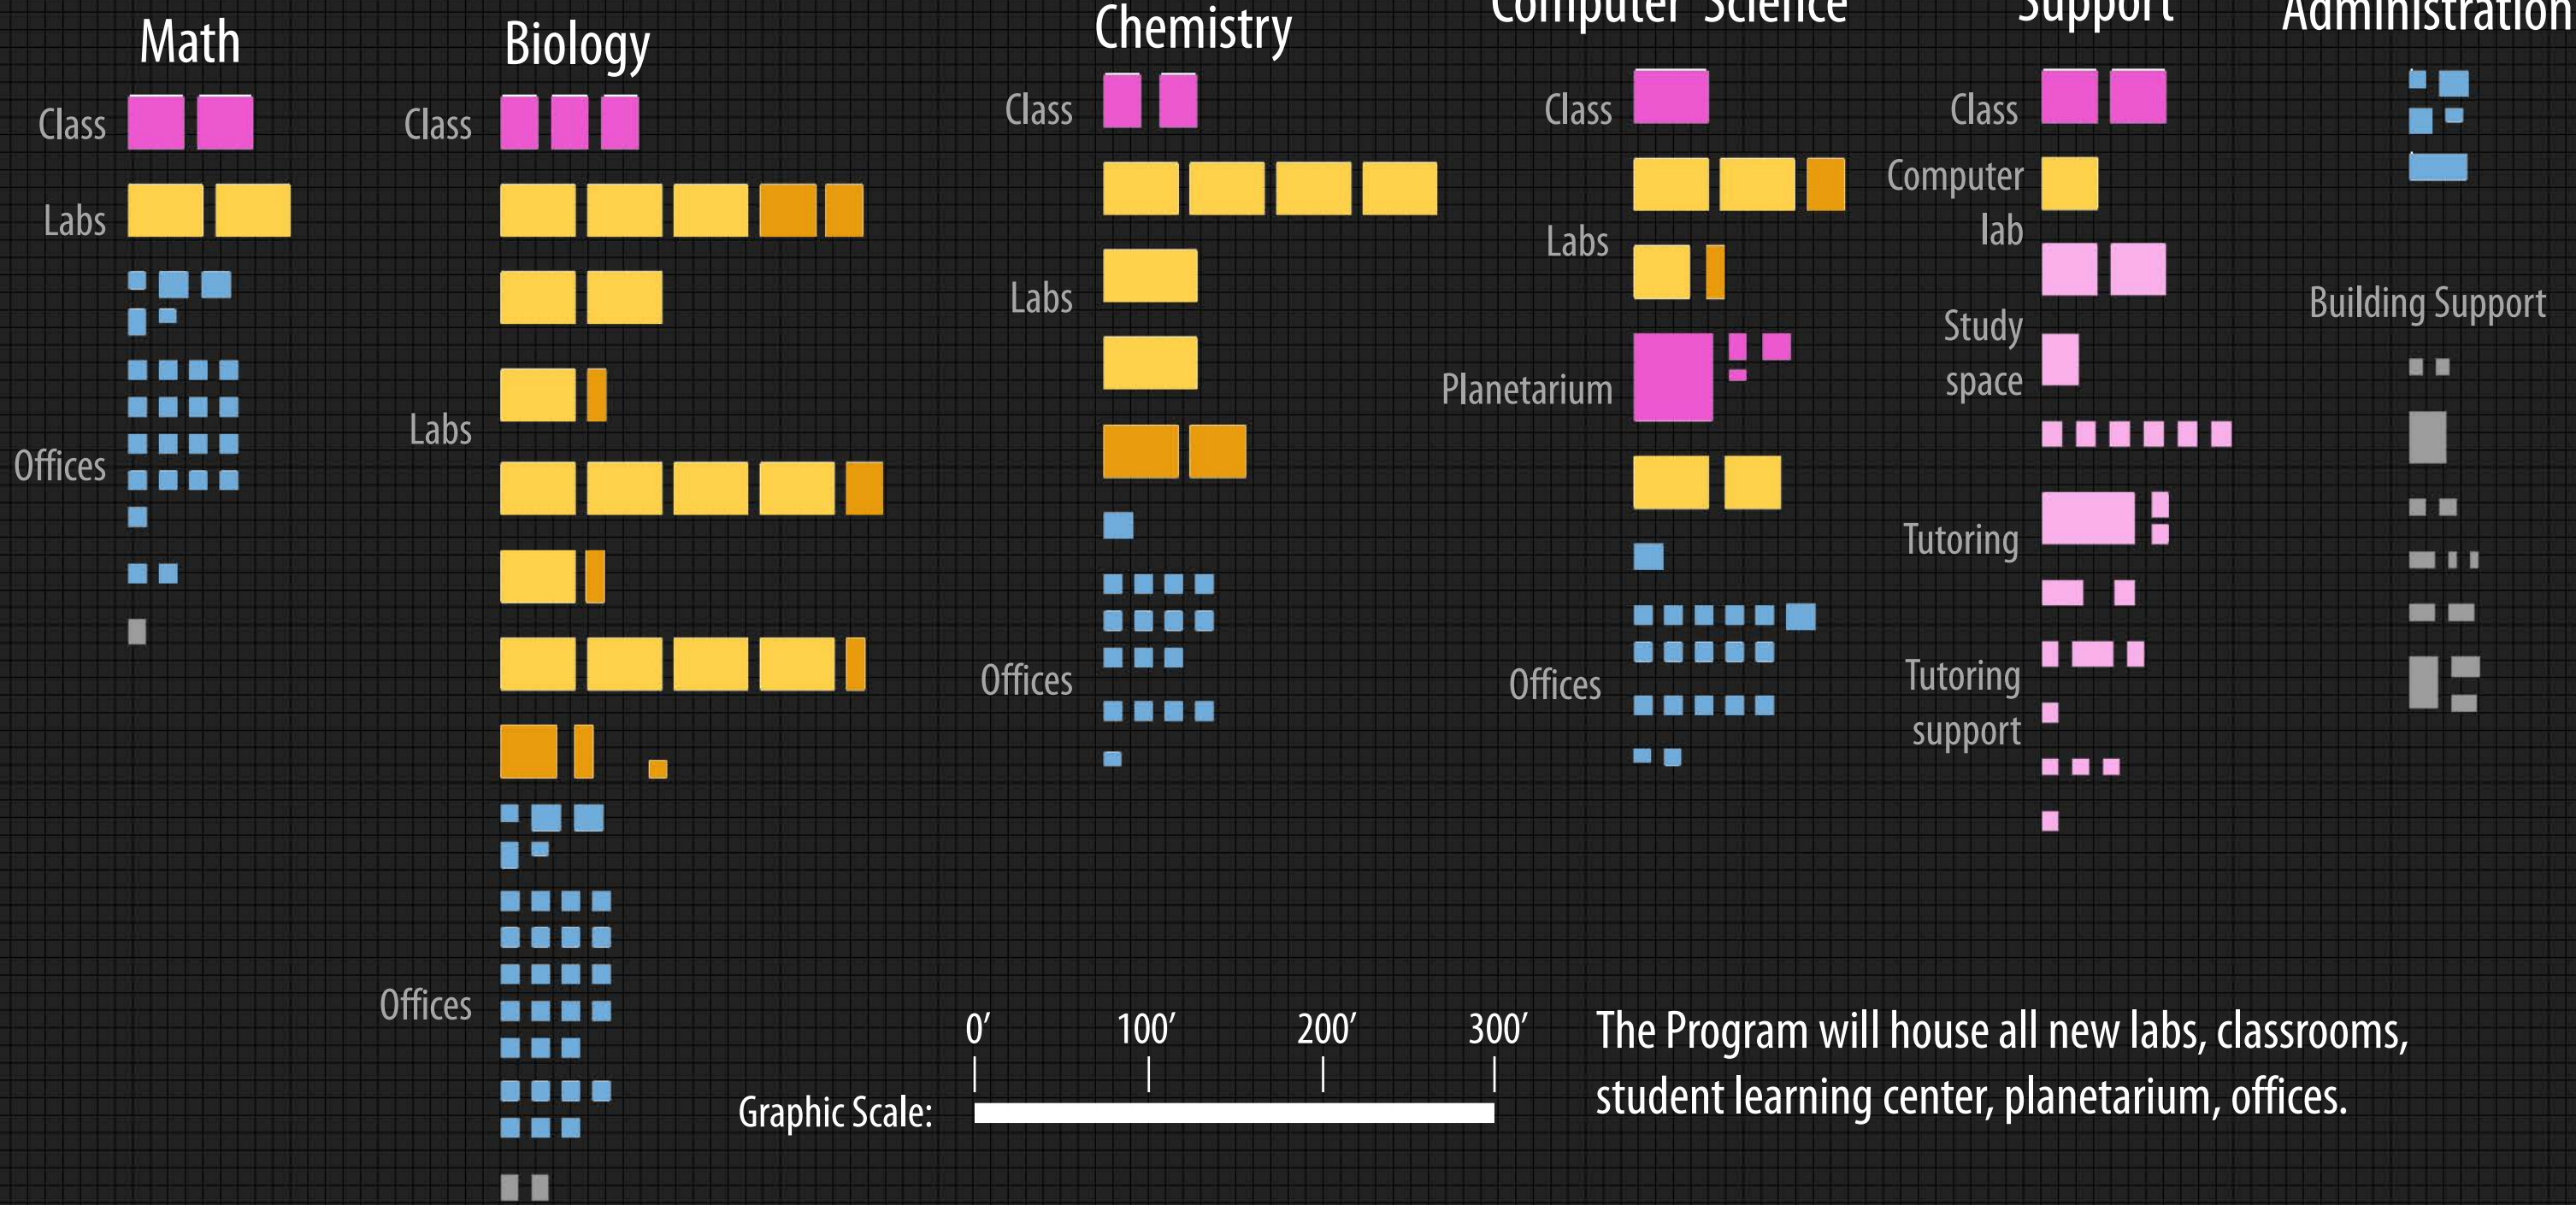 Math
Biology
Chemistry
Computer Science
Support
Administration
Class
Labs
Offices
Class
Labs
Offices
Class
Labs
Offices
Class
Labs
Planetarium
Offices
Class
Computer
lab
Study
space
Tutoring
Tutoring
support
Building Support
0’ 100’ 200’ 300’
Graphic Scale:
The Program will house all new labs, classrooms,
student learning center, planetarium, offices.